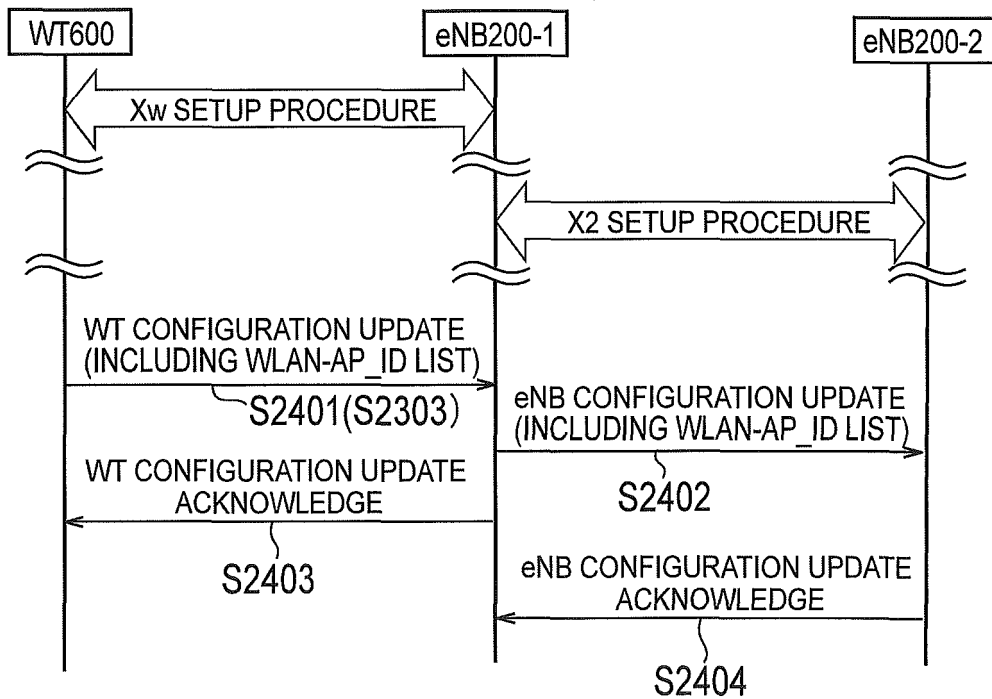 WT600
eNB200-1
eNB200-2
Xw SETUP PROCEDURE
X2 SETUP PROCEDURE
WT CONFIGURATION UPDATE
(INCLUDING WLAN-AP_ID LIST)
S2401(S2303)
eNB CONFIGURATION UPDATE
(INCLUDING WLAN-AP_ID LIST)
S2402
WT CONFIGURATION UPDATE
ACKNOWLEDGE
S2403
eNB CONFIGURATION UPDATE
ACKNOWLEDGE
S2404